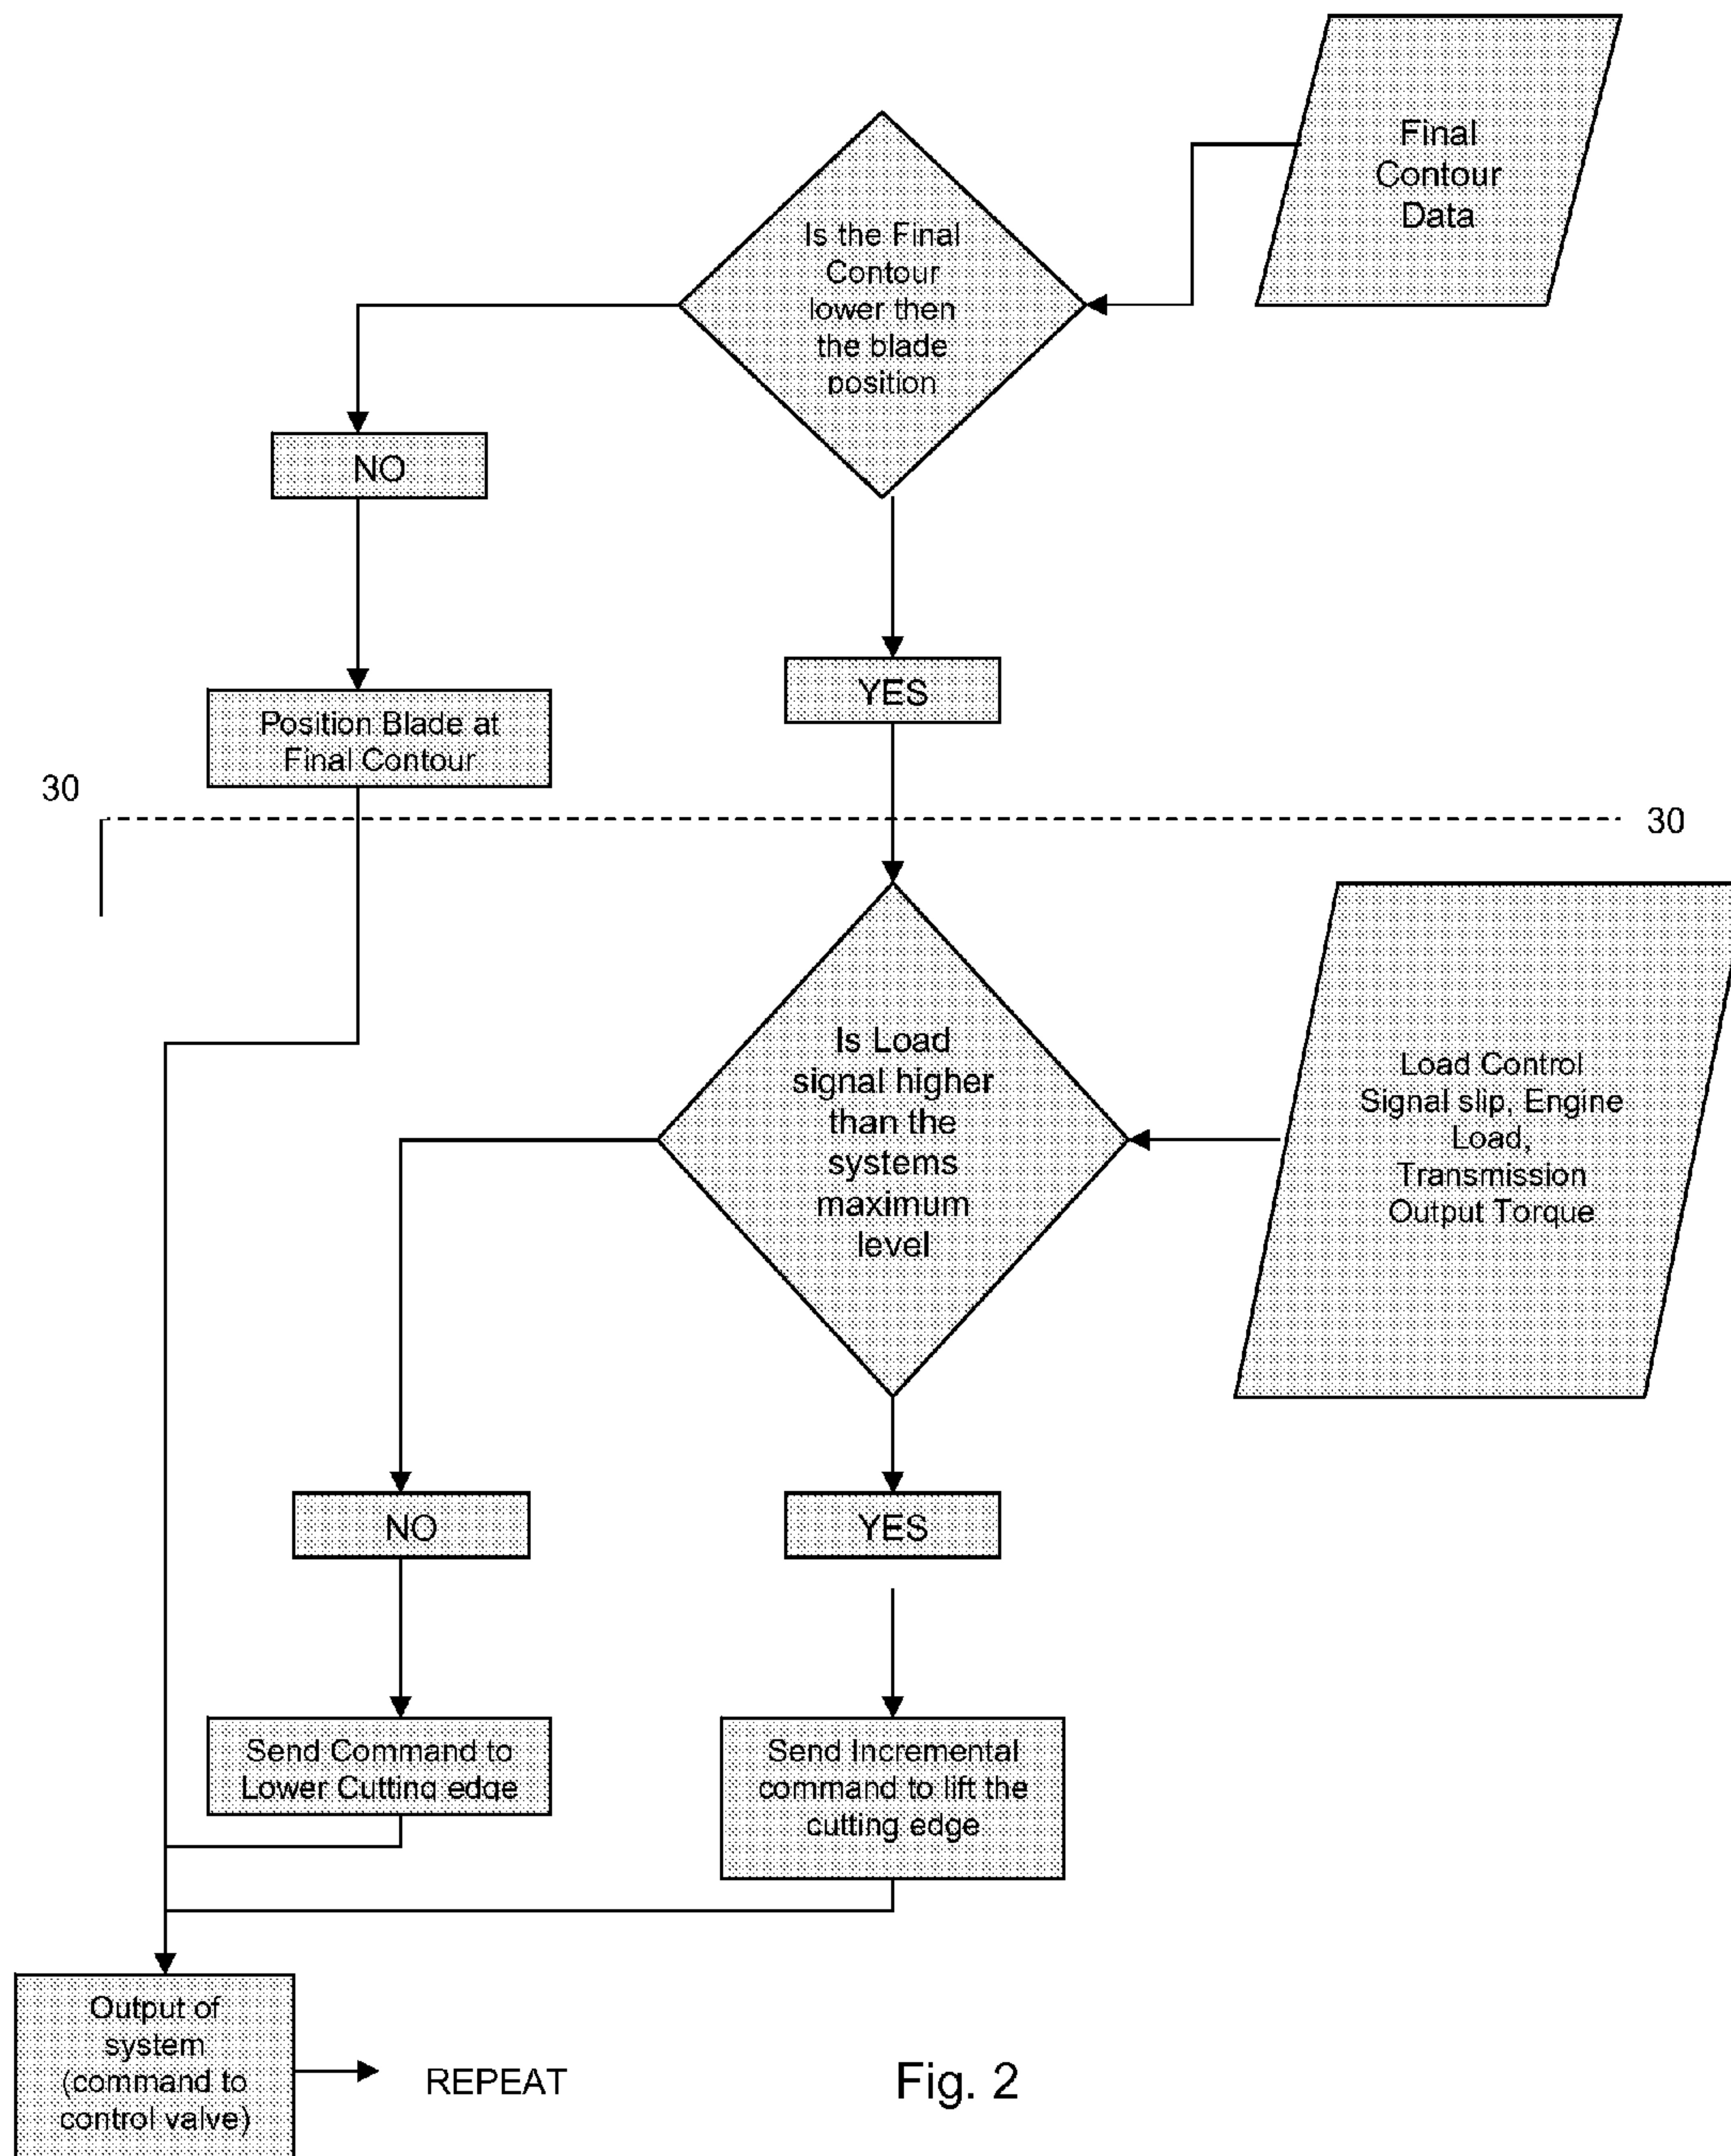 Final
Contour
Data
Is the Final
Contour
lower then
the blade
position
NO
YES
Position Blade at
Final Contour
30
30
Is Load
signal higher
than the
systems
maximum
level
Load Control
Signal slip, Engine
Load,
Transmission
Output Torque
NO
YES
Send Command to
Lower Cutting edge
Send Incremental
command to lift the
cutting edge
Output of
system
(command to
control valve)
REPEAT
Fig. 2